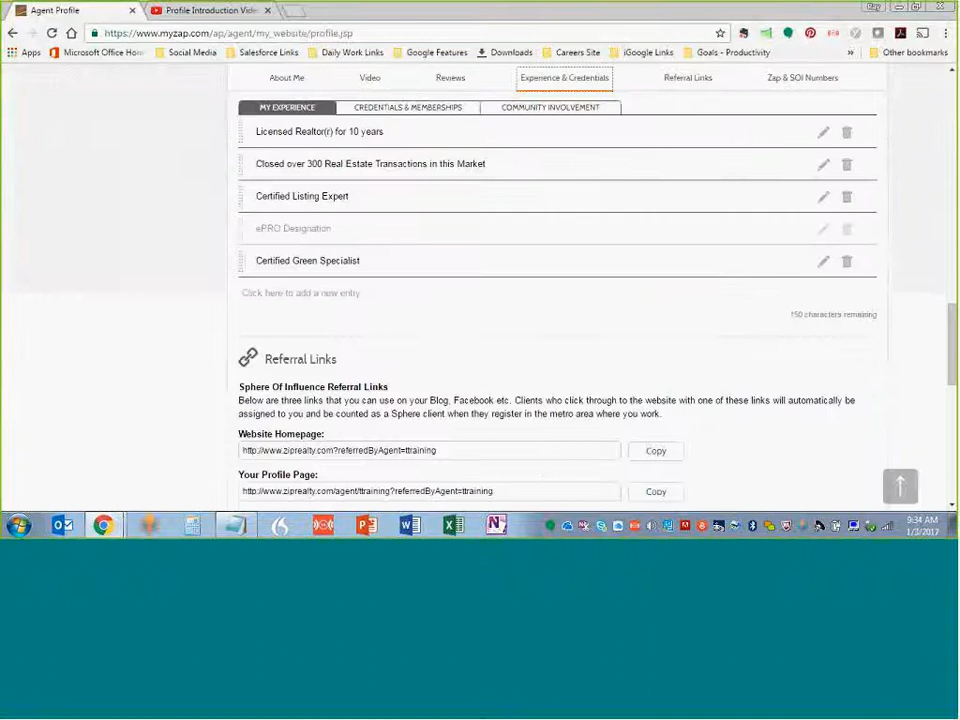 Agent Profile
Profile Introduction Vide
https://www.myzap.com/ap/agent/my_website/profile.jsp
Apps
Microsoft Office Hom
Social Media
Salesforce Links
Daily Work Links
Google Features
Downloads
Careers Site
iGoogle Links
Goals - Productivity
»
Other bookmarks
About Me
Video
Reviews
Experience & Credentials
Referral Links
Zap & SOI Numbers
MY EXPERIENCE
CREDENTIALS & MEMBERSHIPS
COMMUNITY INVOLVEMENT
Licensed Realtor(r) for 10 years
Closed over 300 Real Estate Transactions in this Market
Certified Listing Expert
ePRO Designation
Certified Green Specialist
Click here to add a new entry
150 characters remaining
Referral Links
Sphere Of Influence Referral Links
Below are three links that you can use on your Blog, Facebook etc. Clients who click through to the website with one of these links will automatically be
assigned to you and be counted as a Sphere client when they register in the metro area where you work.
Website Homepage:
http://www.ziprealty.com?referredByAgent=ttraining
Copy
Your Profile Page:
http://www.ziprealty.com/agent/ttraining?referredByAgent=ttraining
Copy
9:34 AM
1/3/2017